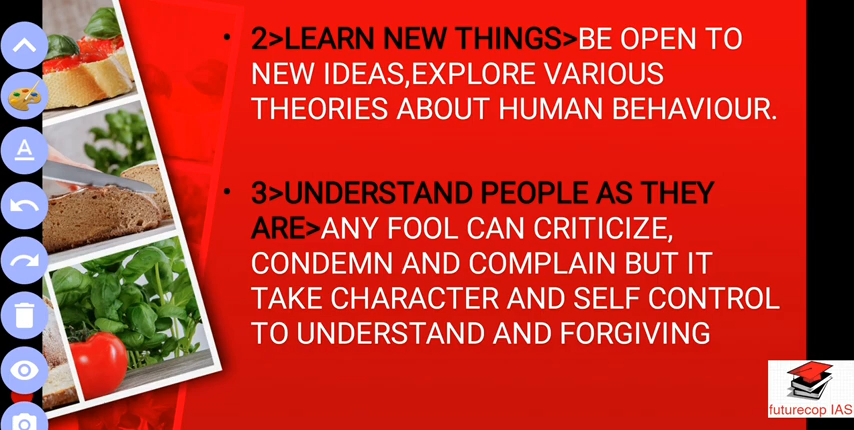 • 2>LEARN NEW THINGS>BE OPEN TO
NEW IDEAS,EXPLORE VARIOUS
THEORIES ABOUT HUMAN BEHAVIOUR.
• 3>UNDERSTAND PEOPLE AS THEY
ARE>ANY FOOL CAN CRITICIZE,
CONDEMN AND COMPLAIN BUT IT
TAKE CHARACTER AND SELF CONTROL
TO UNDERSTAND AND FORGIVING
A
futurecop IAS